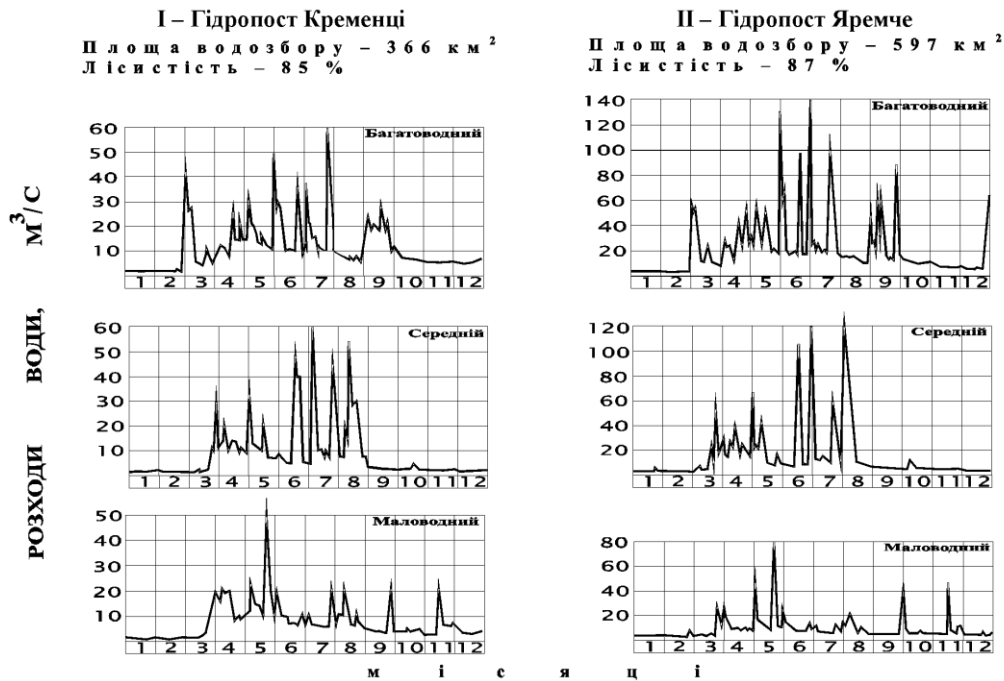 I – Гідропост Кременці
Площа водозбору – 366 км²
Лісистість – 85 %
II – Гідропост Яремче
Площа водозбору – 597 км²
Лісистість – 87 %
РОЗХОДИ ВОДИ, М³/С
Багатоводний
60
50
40
30
20
10
1 2 3 4 5 6 7 8 9 10 11 12
Багатоводний
140
120
100
80
60
40
20
1 2 3 4 5 6 7 8 9 10 11 12
Середній
60
50
40
30
20
10
1 2 3 4 5 6 7 8 9 10 11 12
Середній
120
100
80
60
40
20
1 2 3 4 5 6 7 8 9 10 11 12
Маловодний
50
40
30
20
10
1 2 3 4 5 6 7 8 9 10 11 12
Маловодний
80
60
40
20
1 2 3 4 5 6 7 8 9 10 11 12
місяці